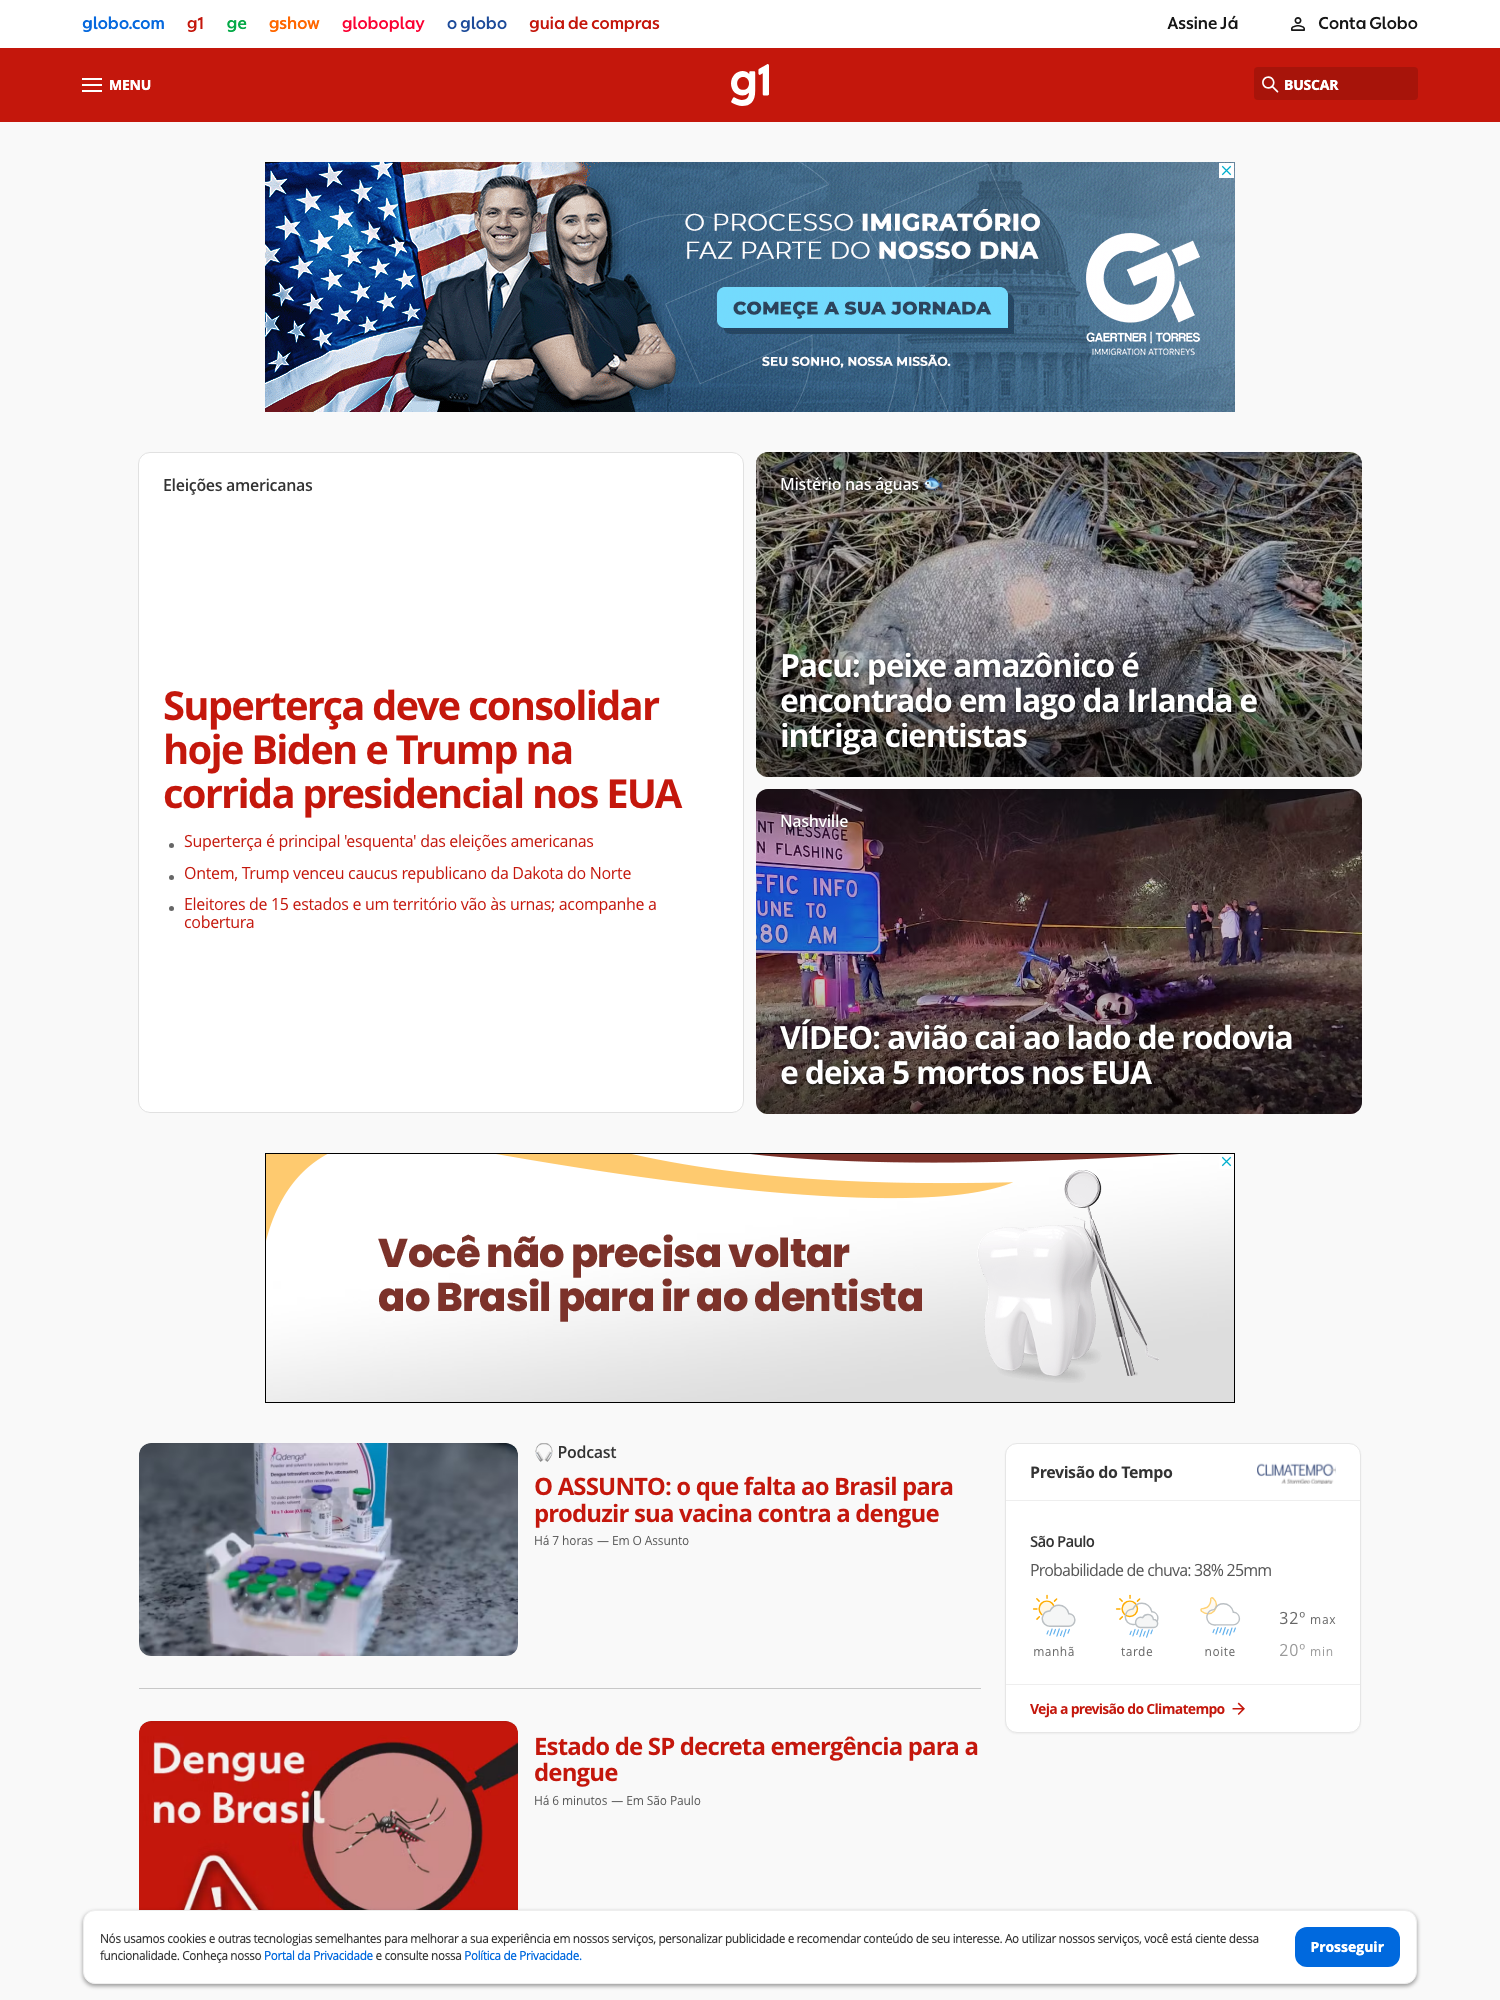 globo.com g1 ge gshow globoplay o globo guia de compras Assine Já Conta Globo
MENU g1 BUSCAR
O PROCESSO IMIGRATÓRIO
FAZ PARTE DO NOSSO DNA
COMEÇE A SUA JORNADA
SEU SONHO, NOSSA MISSÃO.
GAERTNER | TORRES
IMMIGRATION ATTORNEYS
Eleições americanas
Superterça deve consolidar
hoje Biden e Trump na
corrida presidencial nos EUA
Superterça é principal 'esquenta' das eleições americanas
Ontem, Trump venceu caucus republicano da Dakota do Norte
Eleitores de 15 estados e um território vão às urnas; acompanhe a
cobertura
Mistério nas águas
Pacu: peixe amazônico é
encontrado em lago da Irlanda e
intriga cientistas
Nashville
NT MESSAGE
N FLASHING
FFIC INFO
UNE TO
80 AM
VÍDEO: avião cai ao lado de rodovia
e deixa 5 mortos nos EUA
Você não precisa voltar
ao Brasil para ir ao dentista
Qdenga
Podcast
O ASSUNTO: o que falta ao Brasil para
produzir sua vacina contra a dengue
Há 7 horas — Em O Assunto
Previsão do Tempo CLIMATEMPO
A StormGeo Company
São Paulo
Probabilidade de chuva: 38% 25mm
manhã tarde noite
32º max
20º min
Veja a previsão do Climatempo
Dengue
no Brasil
Estado de SP decreta emergência para a
dengue
Há 6 minutos — Em São Paulo
Nós usamos cookies e outras tecnologias semelhantes para melhorar a sua experiência em nossos serviços, personalizar publicidade e recomendar conteúdo de seu interesse. Ao utilizar nossos serviços, você está ciente dessa
funcionalidade. Conheça nosso Portal da Privacidade e consulte nossa Política de Privacidade.
Prosseguir